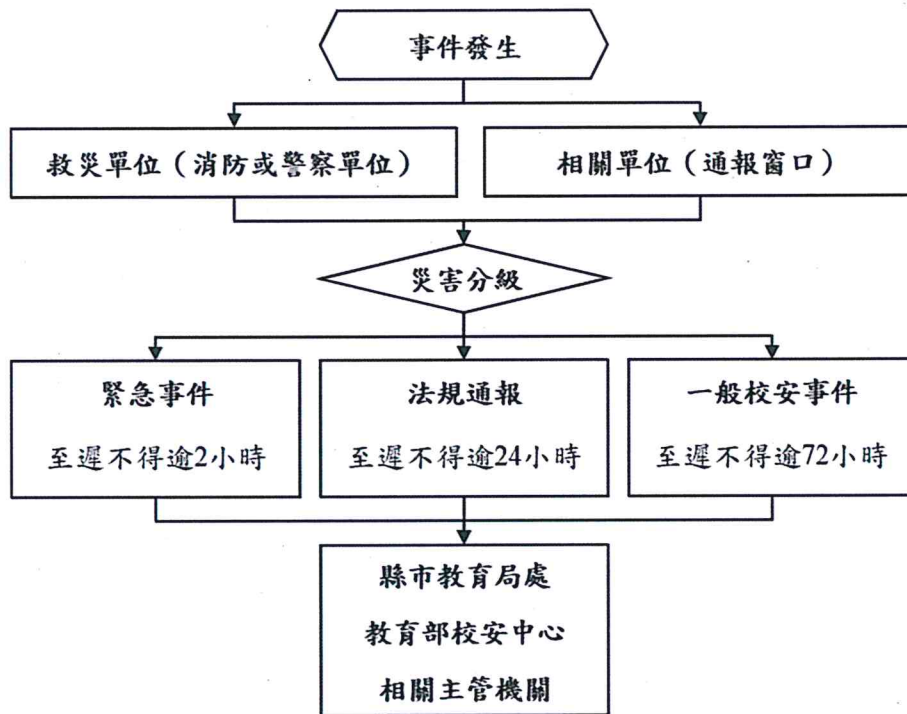 事件發生
救災單位（消防或警察單位）
相關單位（通報窗口）
災害分級
緊急事件
至遲不得逾2小時
法規通報
至遲不得逾24小時
一般校安事件
至遲不得逾72小時
縣市教育局處
教育部校安中心
相關主管機關